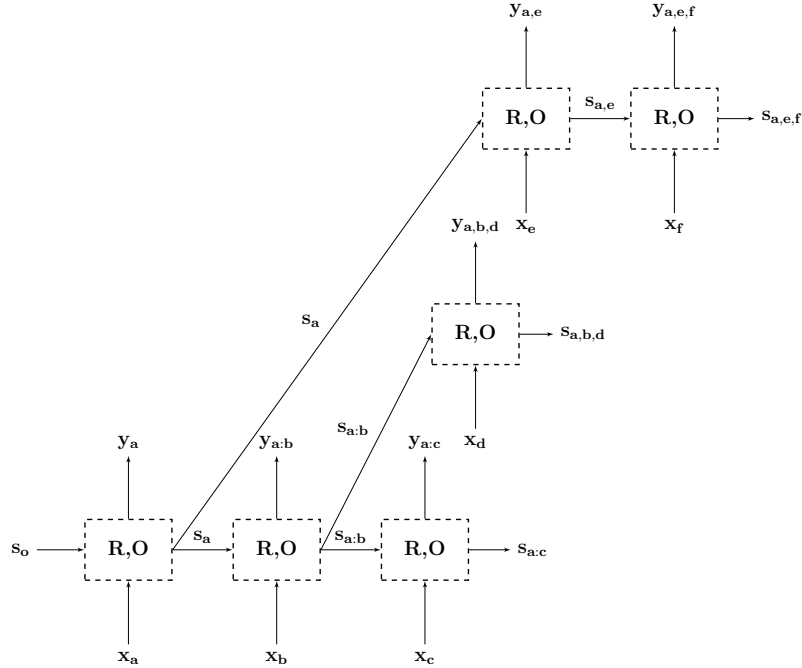 y_a,e y_a,e,f
R,O s_a,e R,O s_a,e,f
x_e x_f
y_a,b,d
s_a
R,O s_a,b,d
s_a:b
x_d
y_a y_a:b y_a:c
s_o R,O s_a R,O s_a:b R,O s_a:c
x_a x_b x_c